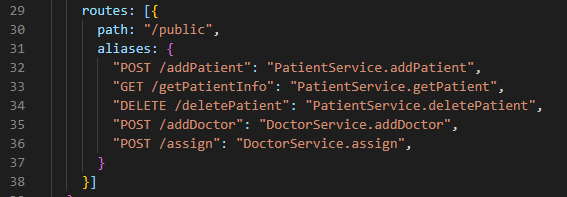 29 routes: [{
30 path: "/public",
31 aliases: {
32 "POST /addPatient": "PatientService.addPatient",
33 "GET /getPatientInfo": "PatientService.getPatient",
34 "DELETE /deletePatient": "PatientService.deletePatient",
35 "POST /addDoctor": "DoctorService.addDoctor",
36 "POST /assign": "DoctorService.assign",
37 }
38 }]